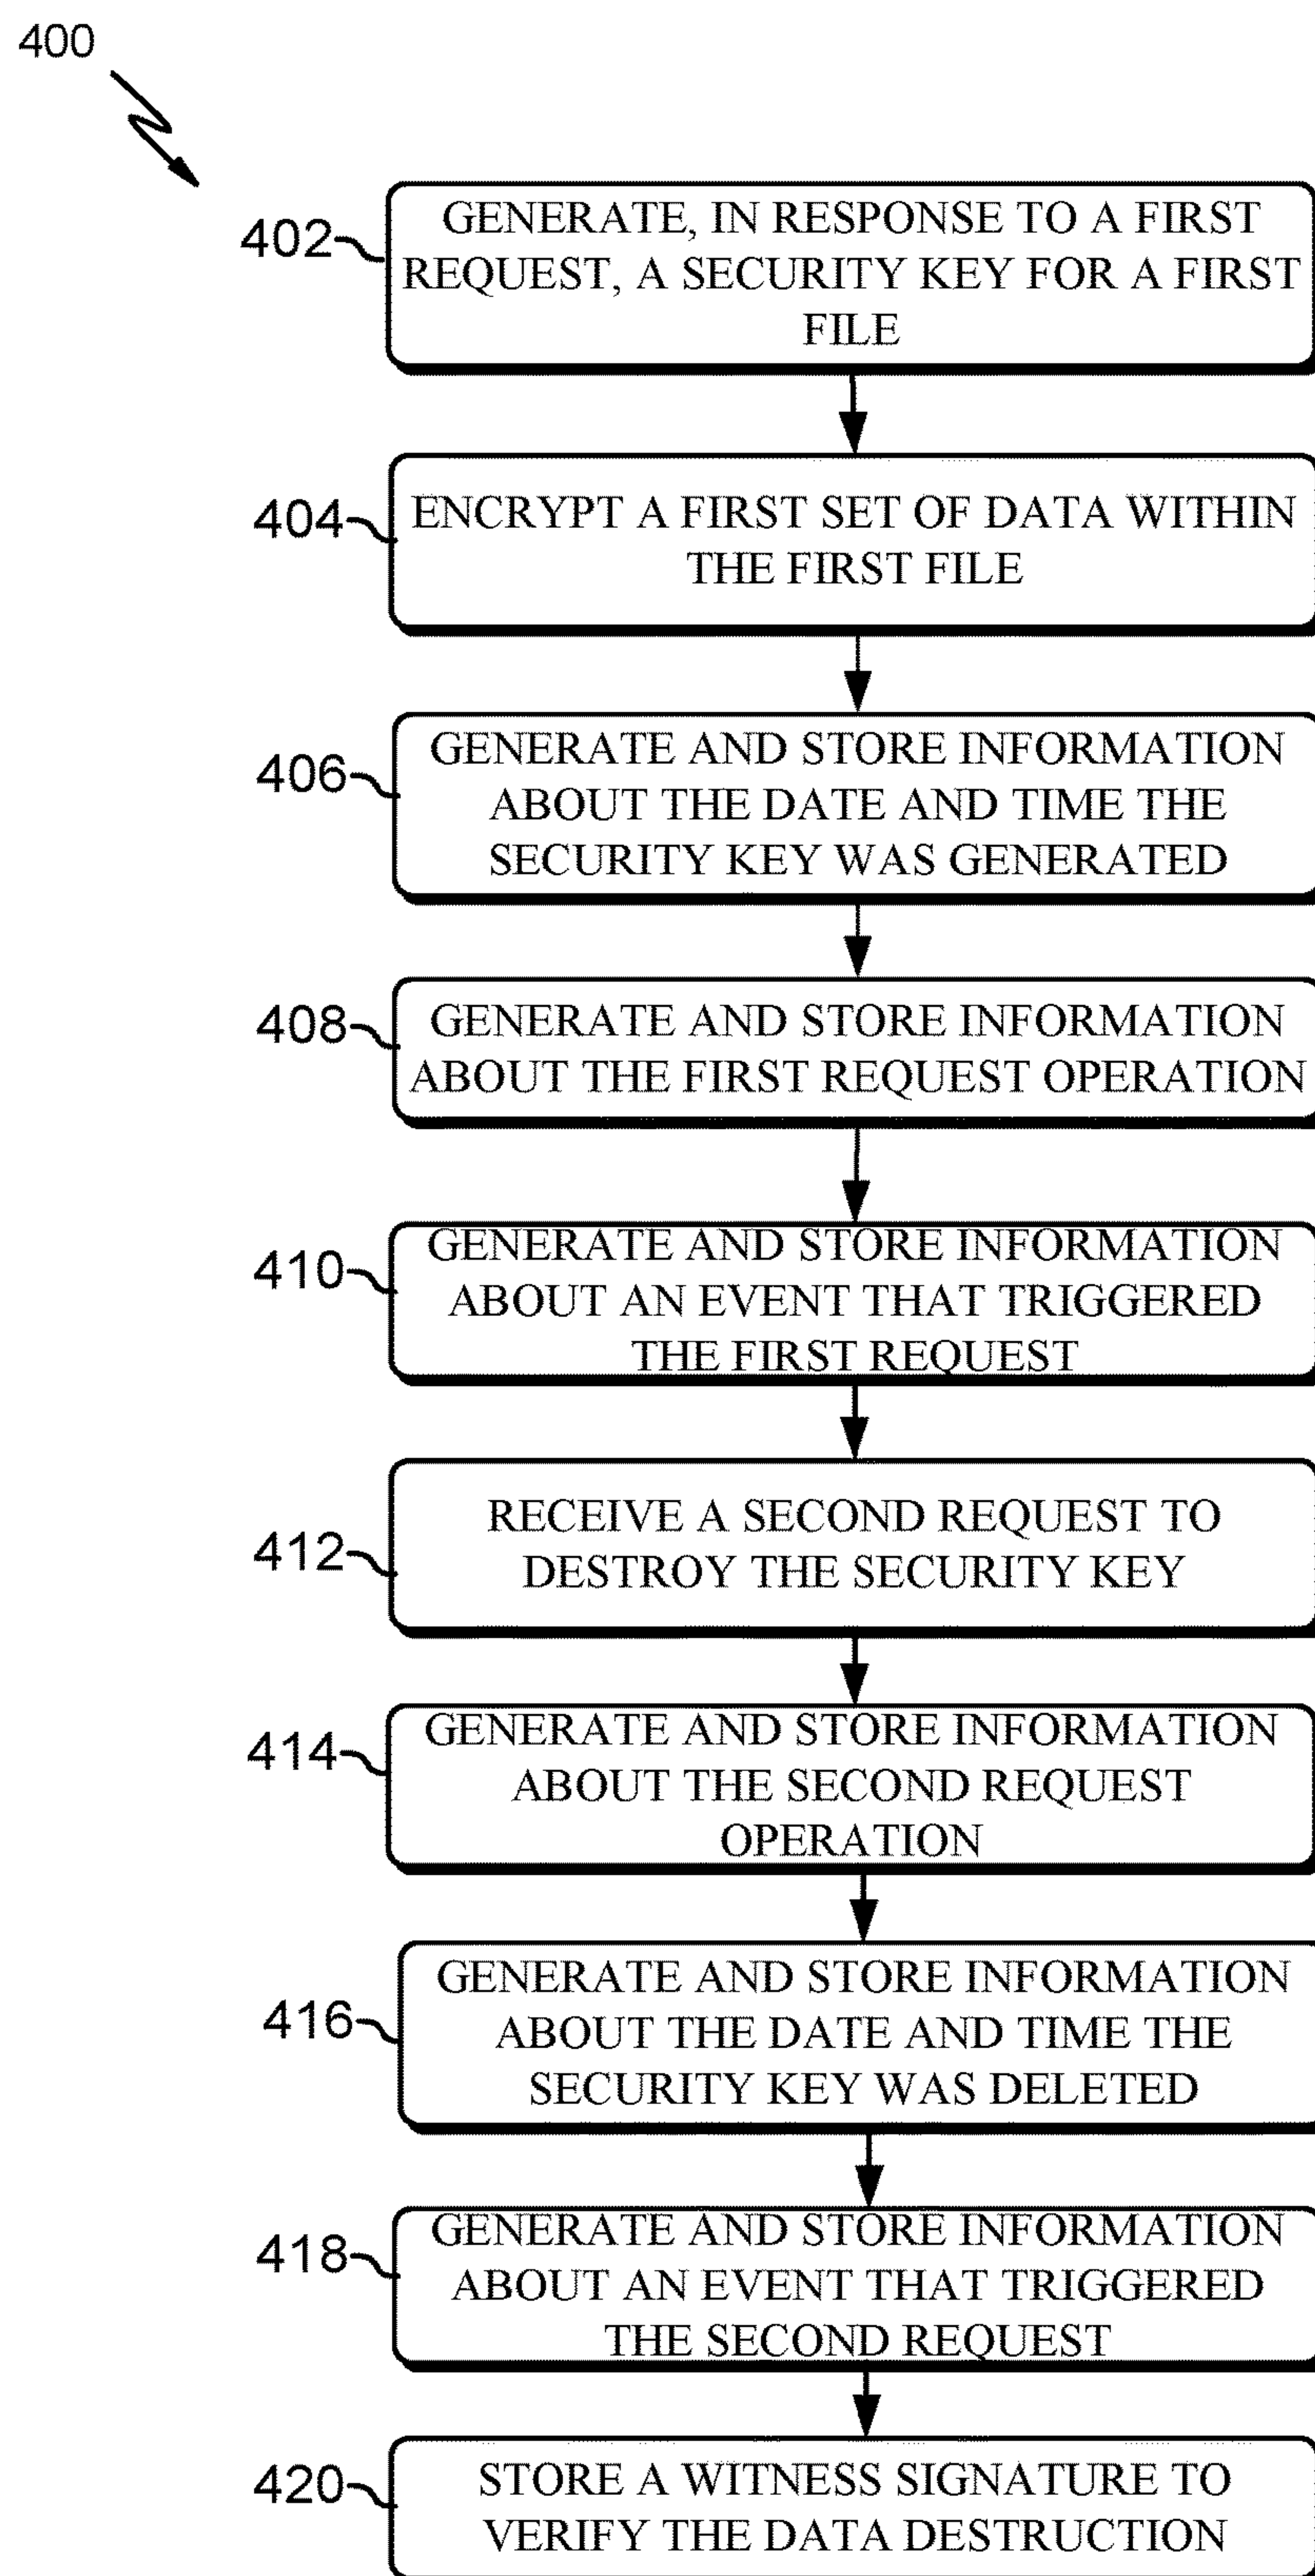 400
402
GENERATE, IN RESPONSE TO A FIRST
REQUEST, A SECURITY KEY FOR A FIRST
FILE
404
ENCRYPT A FIRST SET OF DATA WITHIN
THE FIRST FILE
406
GENERATE AND STORE INFORMATION
ABOUT THE DATE AND TIME THE
SECURITY KEY WAS GENERATED
408
GENERATE AND STORE INFORMATION
ABOUT THE FIRST REQUEST OPERATION
410
GENERATE AND STORE INFORMATION
ABOUT AN EVENT THAT TRIGGERED
THE FIRST REQUEST
412
RECEIVE A SECOND REQUEST TO
DESTROY THE SECURITY KEY
414
GENERATE AND STORE INFORMATION
ABOUT THE SECOND REQUEST
OPERATION
416
GENERATE AND STORE INFORMATION
ABOUT THE DATE AND TIME THE
SECURITY KEY WAS DELETED
418
GENERATE AND STORE INFORMATION
ABOUT AN EVENT THAT TRIGGERED
THE SECOND REQUEST
420
STORE A WITNESS SIGNATURE TO
VERIFY THE DATA DESTRUCTION